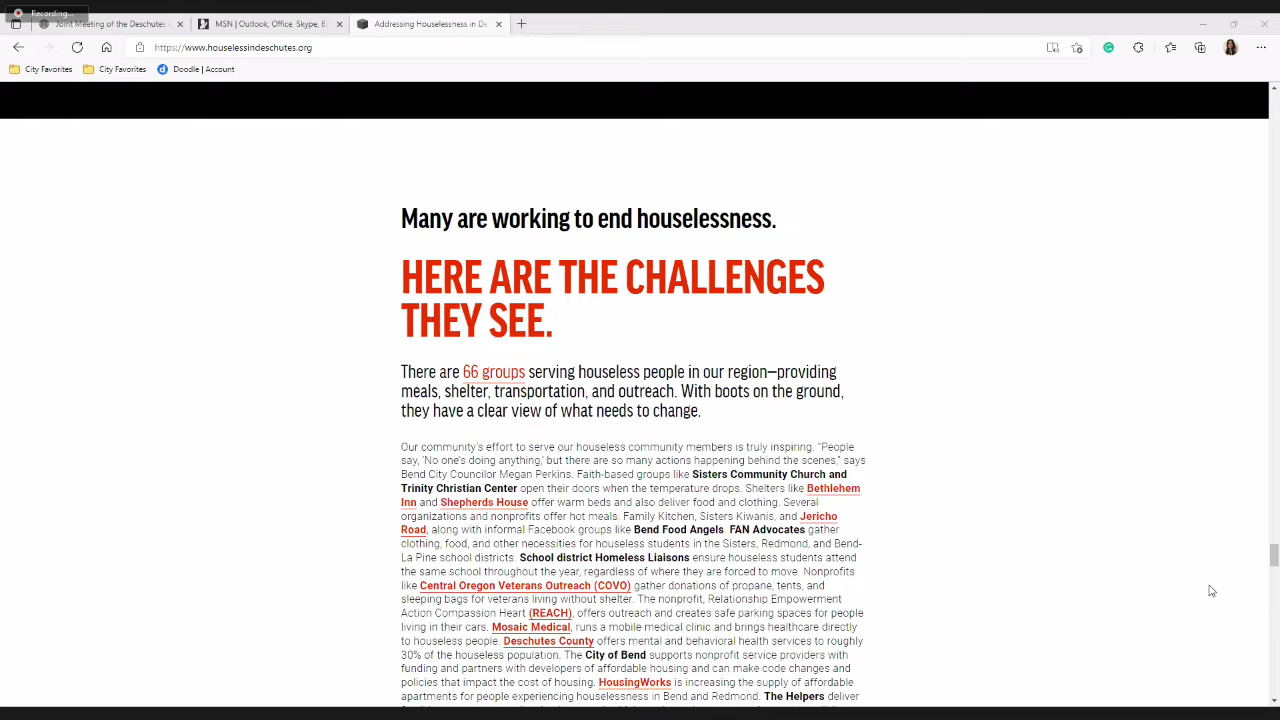 Recording...
Joint Meeting of the Deschutes
MSN | Outlook, Office, Skype,
Addressing Houselessness in De
https://www.houselessindeschutes.org
City Favorites
City Favorites
Doodle | Account
Many are working to end houselessness.
HERE ARE THE CHALLENGES
THEY SEE.
There are 66 groups serving houseless people in our region—providing
meals, shelter, transportation, and outreach. With boots on the ground,
they have a clear view of what needs to change.
Our community's effort to serve our houseless community members is truly inspiring. "People
say, 'No one's doing anything,' but there are so many actions happening behind the scenes," says
Bend City Councilor Megan Perkins. Faith-based groups like Sisters Community Church and
Trinity Christian Center open their doors when the temperature drops. Shelters like Bethlehem
Inn and Shepherds House offer warm beds and also deliver food and clothing. Several
organizations and nonprofits offer hot meals. Family Kitchen, Sisters Kiwanis, and Jericho
Road, along with informal Facebook groups like Bend Food Angels FAN Advocates gather
clothing, food, and other necessities for houseless students in the Sisters, Redmond, and Bend-
La Pine school districts. School district Homeless Liaisons ensure houseless students attend
the same school throughout the year, regardless of where they are forced to move. Nonprofits
like Central Oregon Veterans Outreach (COVO) gather donations of propane, tents, and
sleeping bags for veterans living without shelter. The nonprofit, Relationship Empowerment
Action Compassion Heart (REACH), offers outreach and creates safe parking spaces for people
living in their cars. Mosaic Medical, runs a mobile medical clinic and brings healthcare directly
to houseless people. Deschutes County offers mental and behavioral health services to roughly
30% of the houseless population. The City of Bend supports nonprofit service providers with
funding and partners with developers of affordable housing and can make code changes and
policies that impact the cost of housing. HousingWorks is increasing the supply of affordable
apartments for people experiencing houselessness in Bend and Redmond. The Helpers deliver